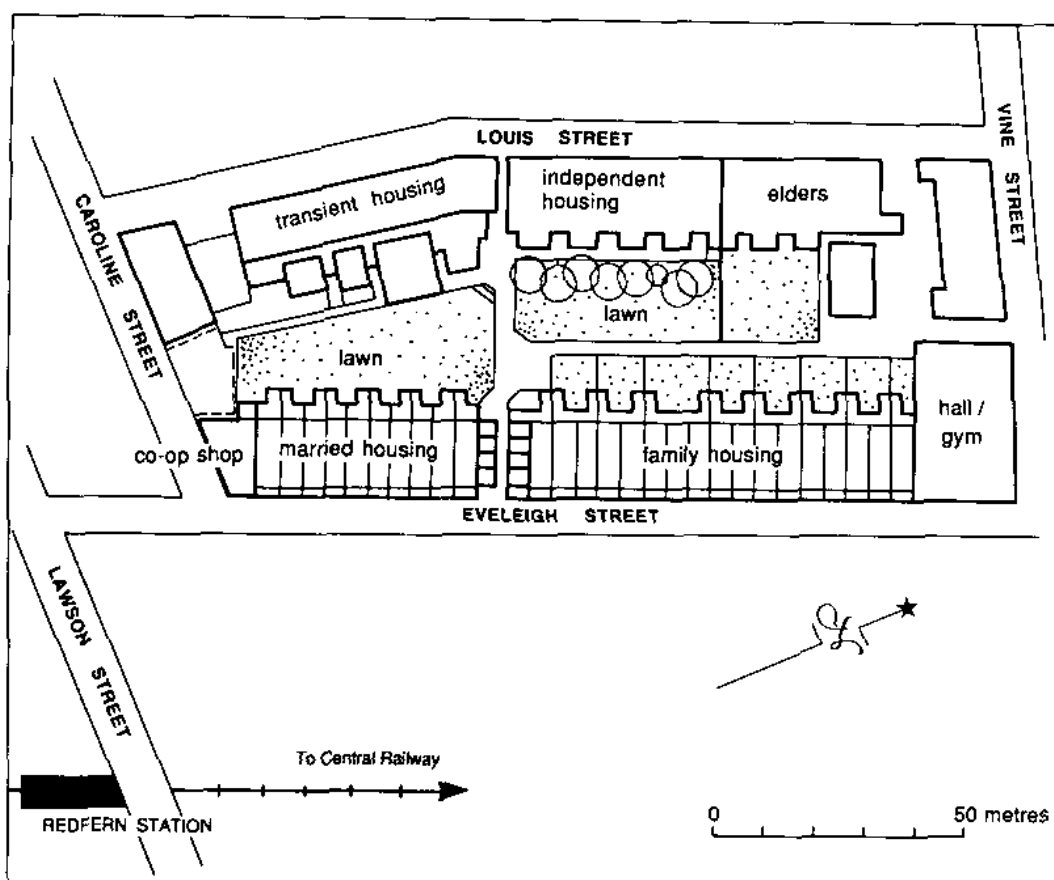 LOUIS STREET
VINE STREET
CAROLINE STREET
transient housing
independent
housing
elders
lawn
lawn
co-op shop
married housing
family housing
hall /
gym
EVELEIGH STREET
LAWSON STREET
To Central Railway
REDFERN STATION
0
50 metres